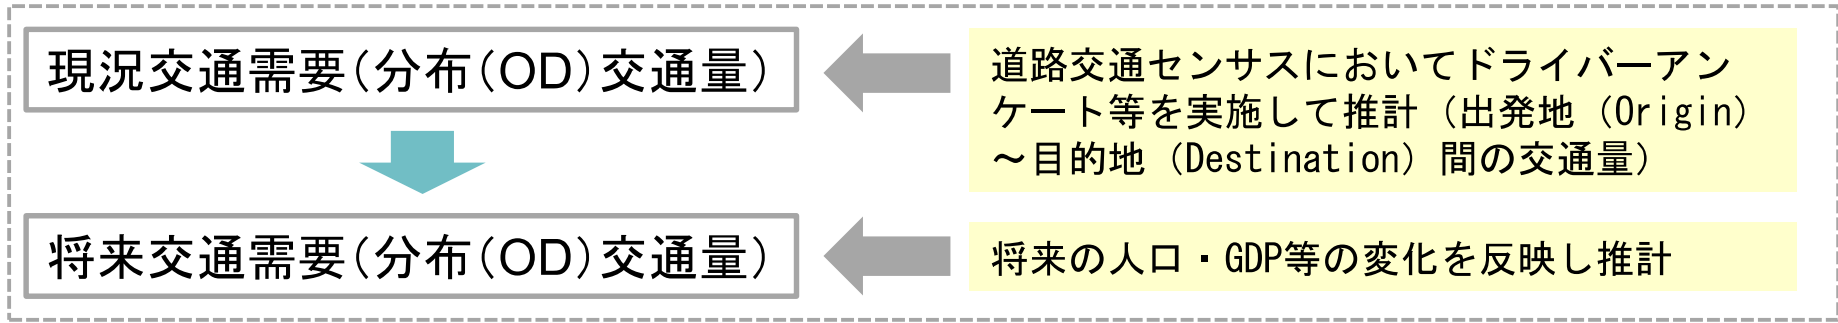 現況交通需要(分布(OD)交通量)
道路交通センサスにおいてドライバーアン
ケート等を実施して推計（出発地（Origin）
～目的地（Destination）間の交通量）
将来交通需要(分布(OD)交通量)
将来の人口・GDP等の変化を反映し推計